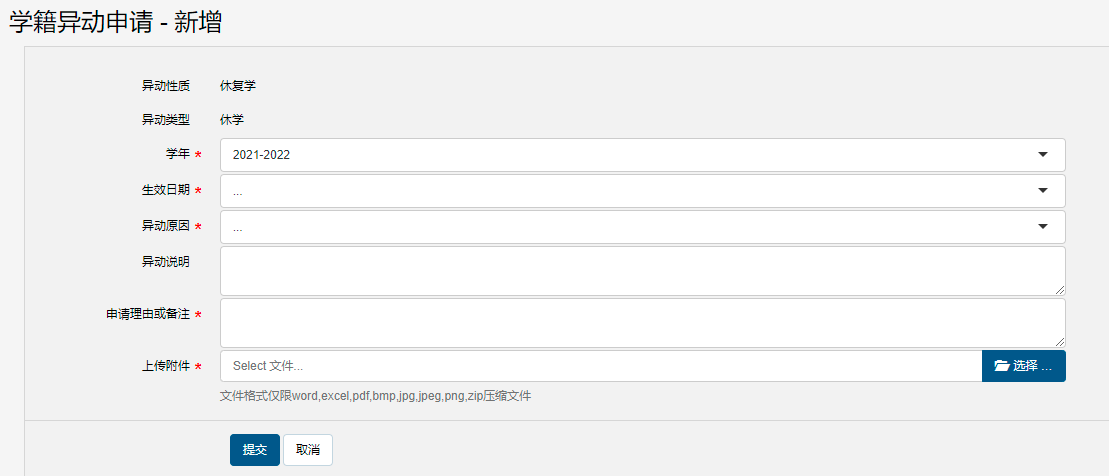 学籍异动申请 - 新增
异动性质 休复学
异动类型 休学
学年 * 2021-2022
生效日期 * ...
异动原因 * ...
异动说明
申请理由或备注 *
上传附件 * Select 文件... 选择 ...
文件格式仅限word,excel,pdf,bmp,jpg,jpeg,png,zip压缩文件
提交 取消